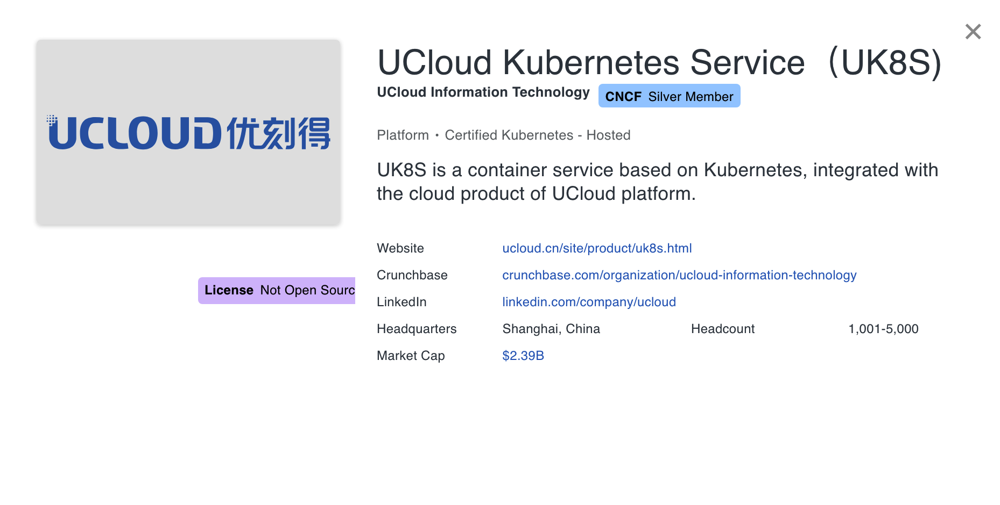 UCLOUD优刻得
License Not Open Sourc
UCloud Kubernetes Service（UK8S)
UCloud Information Technology CNCF Silver Member
Platform • Certified Kubernetes - Hosted
UK8S is a container service based on Kubernetes, integrated with
the cloud product of UCloud platform.
Website ucloud.cn/site/product/uk8s.html
Crunchbase crunchbase.com/organization/ucloud-information-technology
LinkedIn linkedin.com/company/ucloud
Headquarters Shanghai, China Headcount 1,001-5,000
Market Cap $2.39B